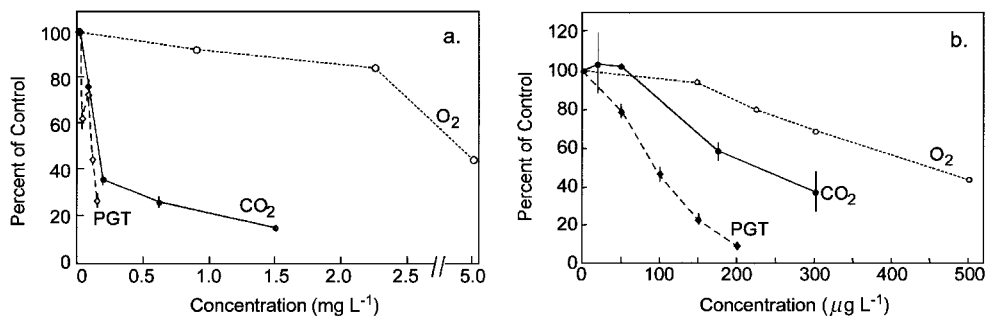 a.
Percent of Control
100
80
60
40
20
0
O2
CO2
PGT
0 0.5 1.0 1.5 2.0 2.5 5.0
Concentration (mg L-1)
b.
Percent of Control
120
100
80
60
40
20
0
O2
CO2
PGT
0 100 200 300 400 500
Concentration (μg L-1)